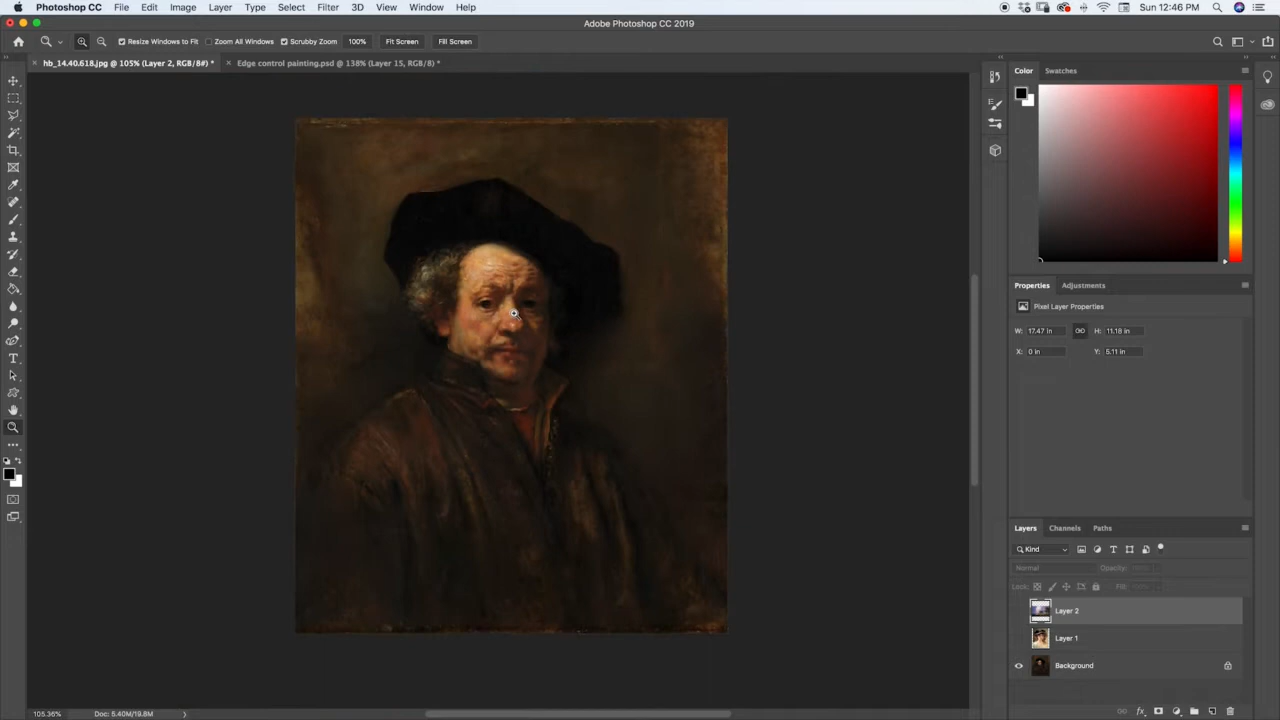 Photoshop CC File Edit Image Layer Type Select Filter 3D View Window Help Sun 12:46 PM
Adobe Photoshop CC 2019
Resize Windows to Fit Zoom All Windows Scrubby Zoom 100% Fit Screen Fill Screen
hb_14.40.618.jpg @ 105% (Layer 2, RGB/8#) * Edge control painting.psd @ 138% (Layer 15, RGB/8) *
Color Swatches
Properties Adjustments
Pixel Layer Properties
W: 17.47 in H: 11.18 in
X: 0 in Y: 5.11 in
Layers Channels Paths
Kind
Normal Opacity:
Lock: Fill:
Layer 2
Layer 1
Background
105.36% Doc: 5.40M/19.8M